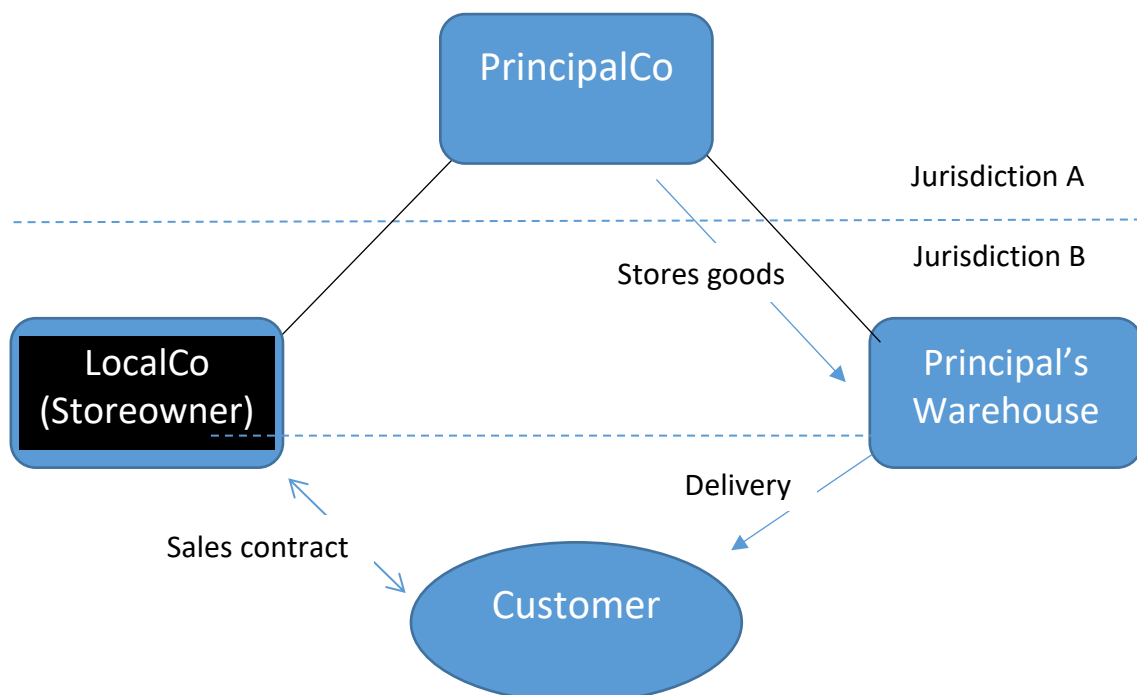 PrincipalCo
Jurisdiction A
Jurisdiction B
Stores goods
LocalCo
(Storeowner)
Principal’s
Warehouse
Delivery
Sales contract
Customer